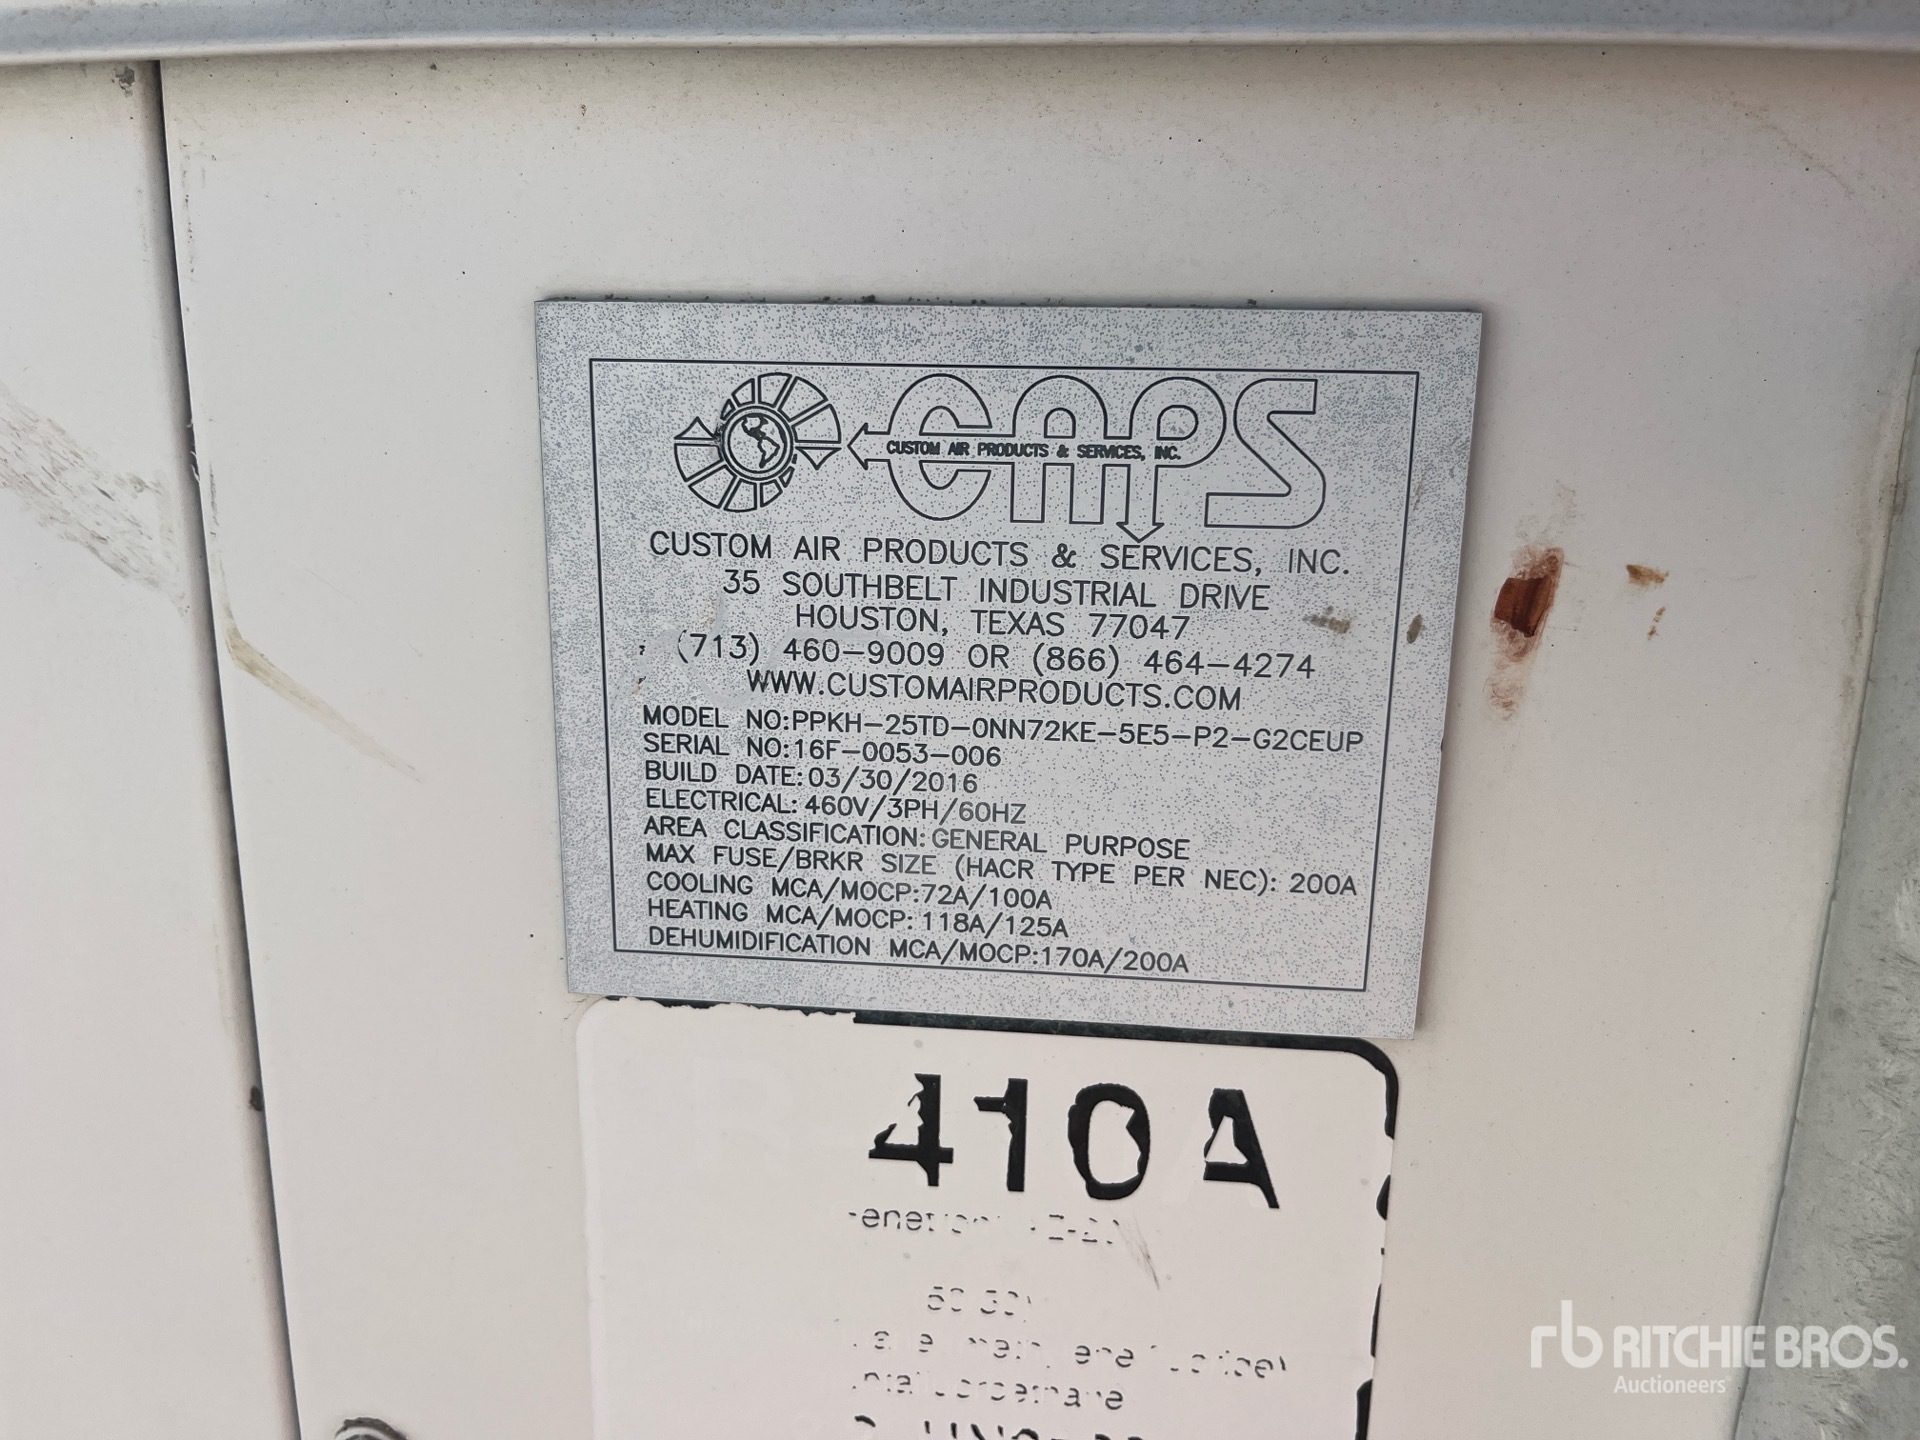 CAPS
CUSTOM AIR PRODUCTS & SERVICES, INC.
CUSTOM AIR PRODUCTS & SERVICES, INC.
35 SOUTHBELT INDUSTRIAL DRIVE
HOUSTON, TEXAS 77047
(713) 460-9009 OR (866) 464-4274
WWW.CUSTOMAIRPRODUCTS.COM
MODEL NO:PPKH-25TD-0NN72KE-5E5-P2-G2CEUP
SERIAL NO:16F-0053-006
BUILD DATE:03/30/2016
ELECTRICAL:460V/3PH/60HZ
AREA CLASSIFICATION:GENERAL PURPOSE
MAX FUSE/BRKR SIZE (HACR TYPE PER NEC): 200A
COOLING MCA/MOCP:72A/100A
HEATING MCA/MOCP:118A/125A
DEHUMIDIFICATION MCA/MOCP:170A/200A
410A
rb RITCHIE BROS.
Auctioneers